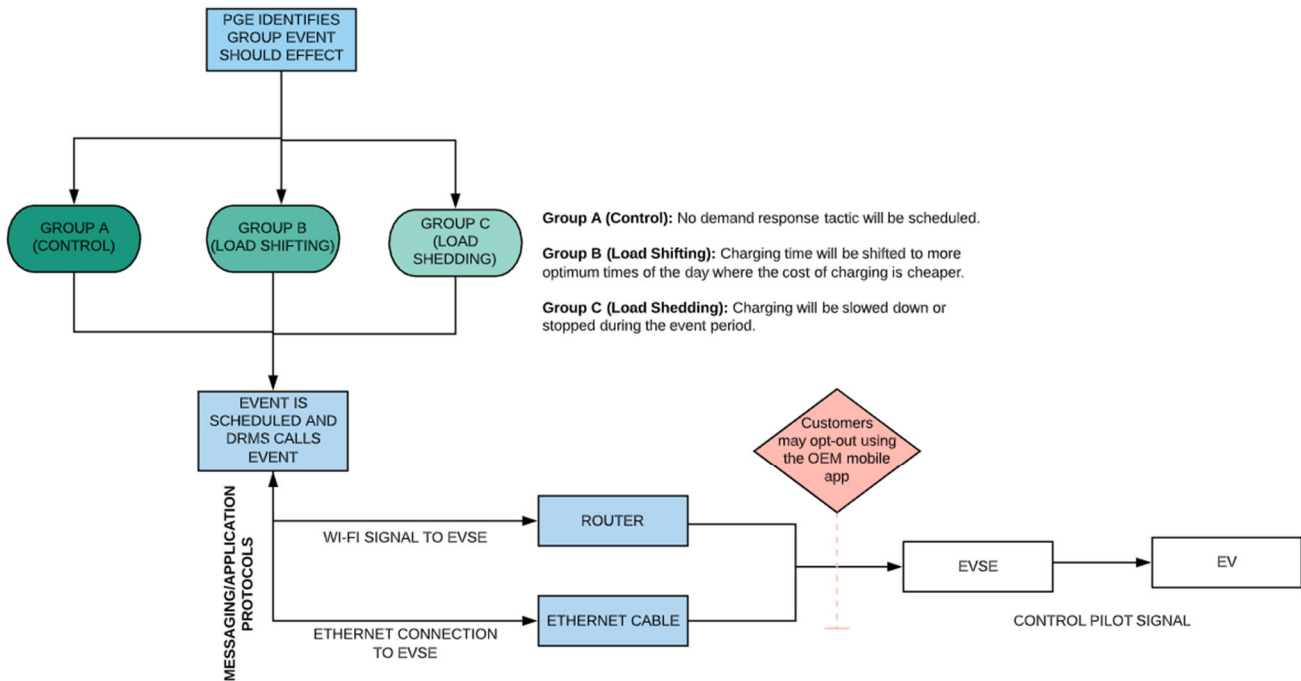 PGE IDENTIFIES
GROUP EVENT
SHOULD EFFECT
GROUP A
(CONTROL)
GROUP B
(LOAD SHIFTING)
GROUP C
(LOAD
SHEDDING)
Group A (Control): No demand response tactic will be scheduled.
Group B (Load Shifting): Charging time will be shifted to more
optimum times of the day where the cost of charging is cheaper.
Group C (Load Shedding): Charging will be slowed down or
stopped during the event period.
EVENT IS
SCHEDULED AND
DRMS CALLS
EVENT
Customers
may opt-out using
the OEM mobile
app
MESSAGING/APPLICATION
PROTOCOLS
WI-FI SIGNAL TO EVSE
ROUTER
ETHERNET CONNECTION
TO EVSE
ETHERNET CABLE
EVSE
EV
CONTROL PILOT SIGNAL